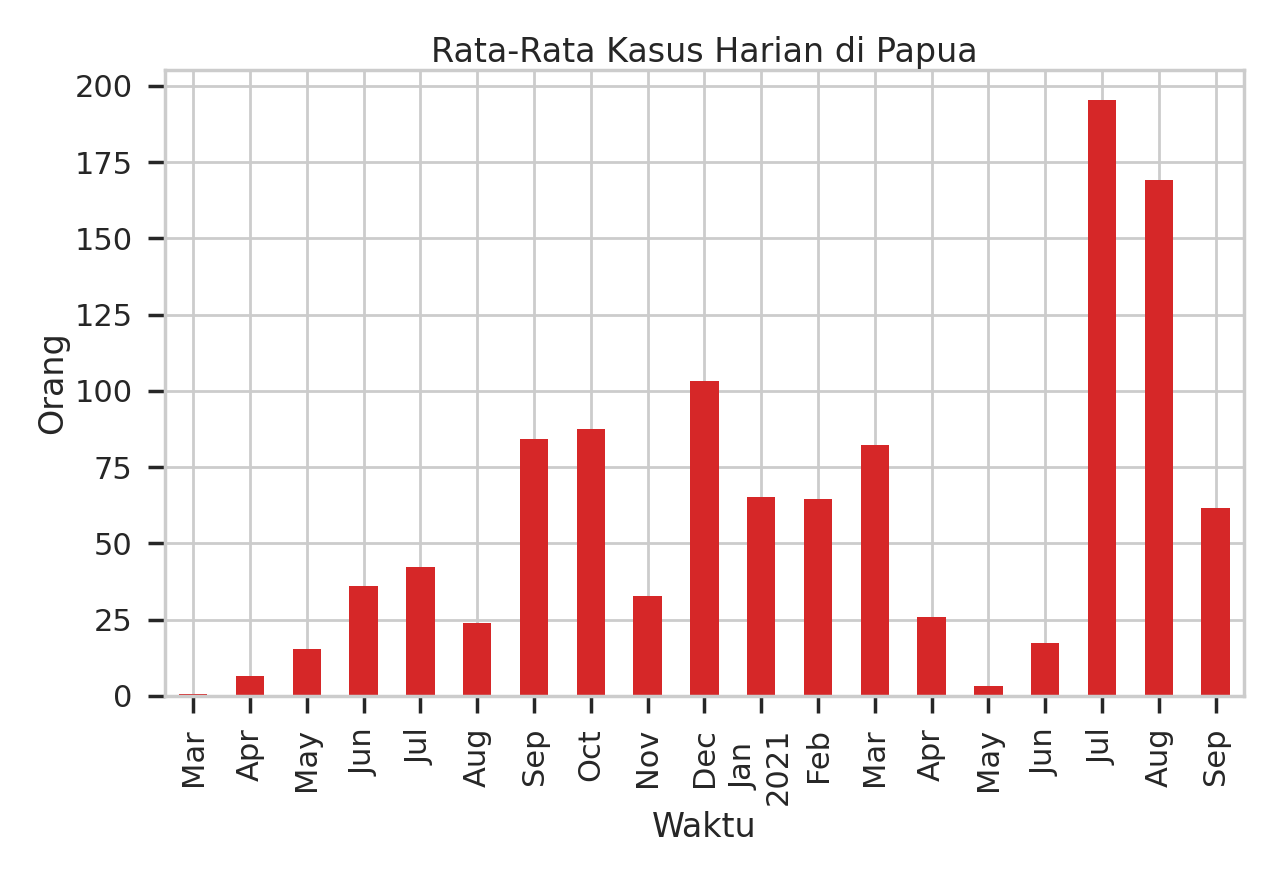 Rata-Rata Kasus Harian di Papua
200
175
150
125
100
75
50
25
0
Orang
Mar
Apr
May
Jun
Jul
Aug
Sep
Oct
Nov
Dec
Jan
2021
Feb
Mar
Apr
May
Jun
Jul
Aug
Sep
Waktu